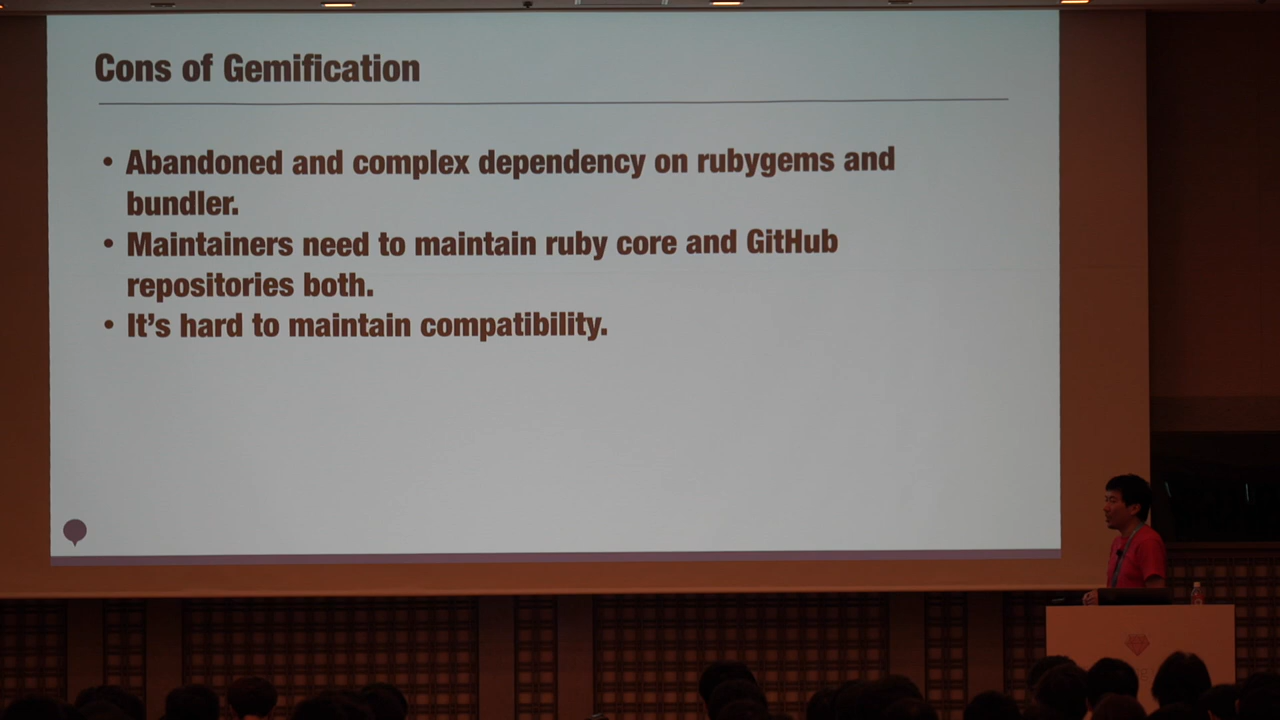 Cons of Gemification
• Abandoned and complex dependency on rubygems and
bundler.
• Maintainers need to maintain ruby core and GitHub
repositories both.
• It's hard to maintain compatibility.